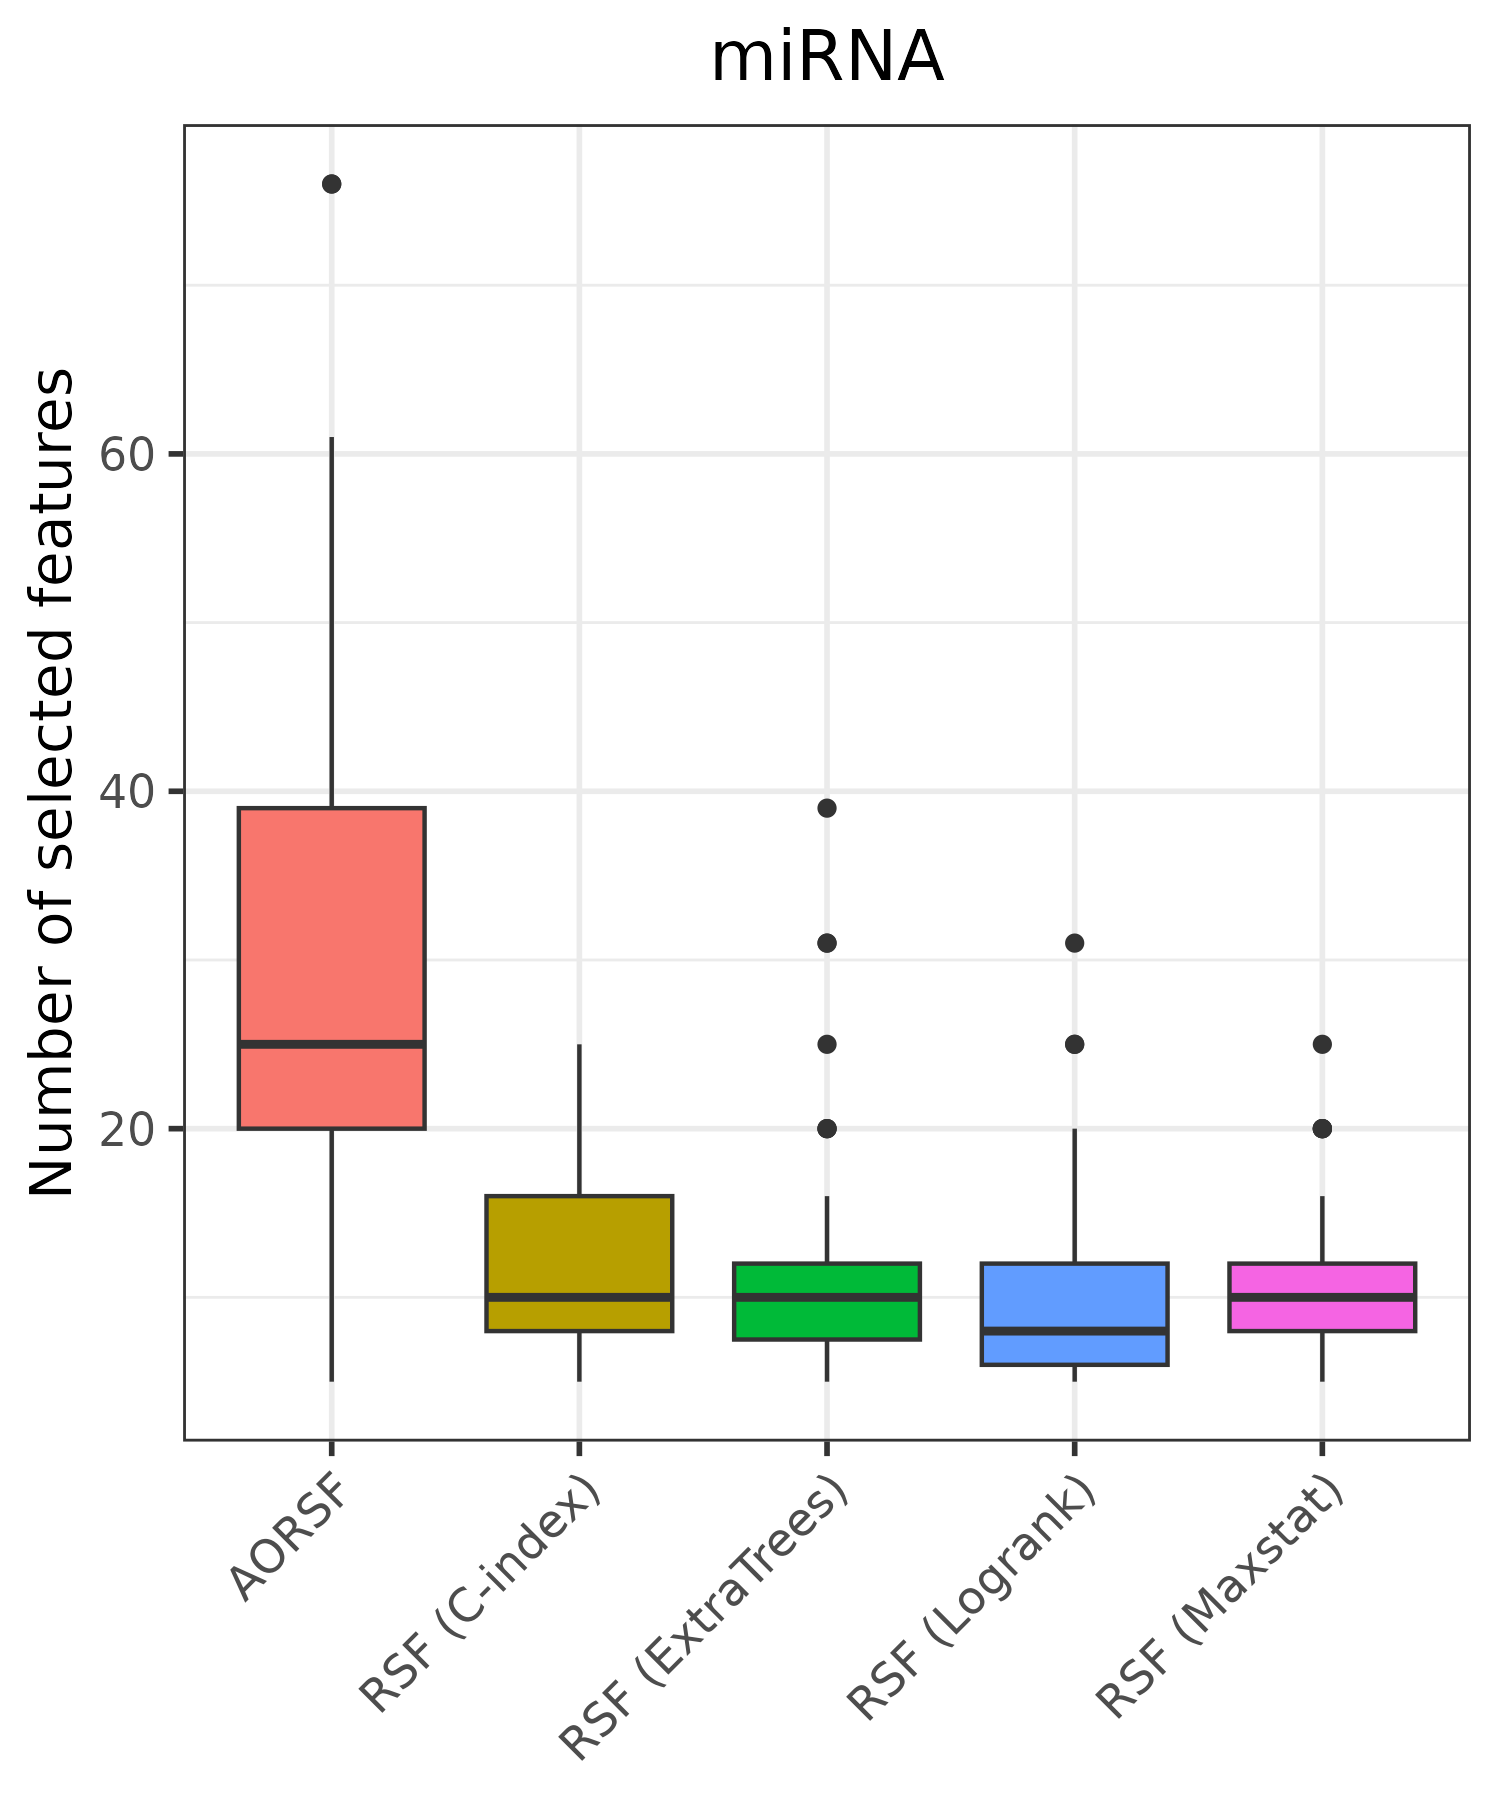 miRNA
Number of selected features
60
40
20
AORSF
RSF (C-index)
RSF (ExtraTrees)
RSF (Logrank)
RSF (Maxstat)